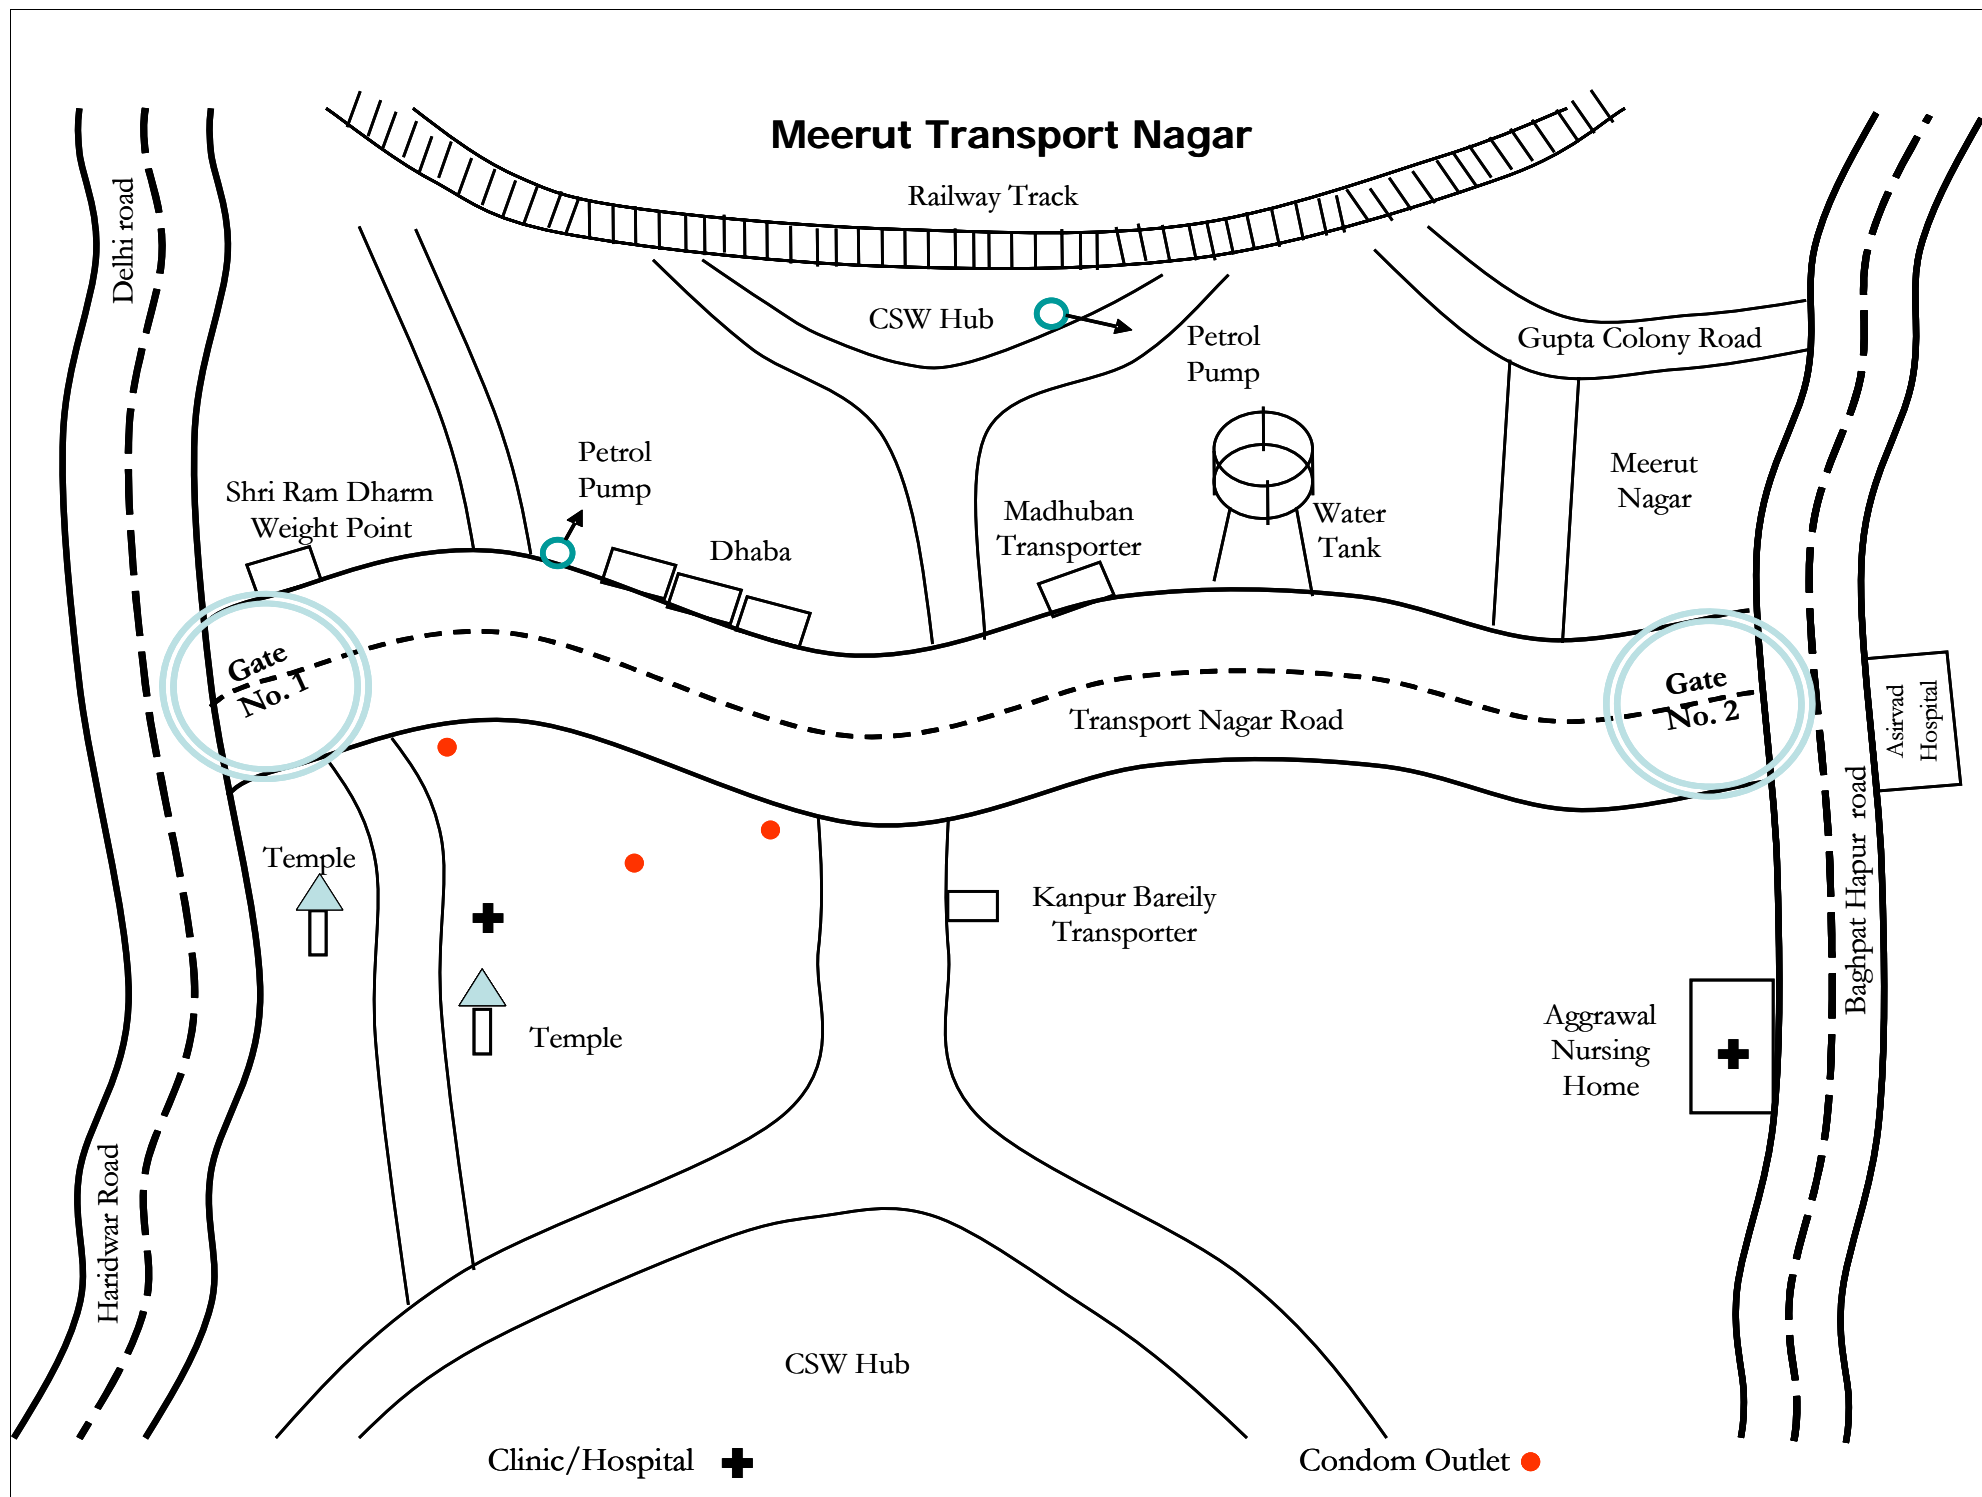 Meerut Transport Nagar
Railway Track
Delhi road
CSW Hub
Petrol
Pump
Gupta Colony Road
Petrol
Pump
Shri Ram Dharm
Weight Point
Dhaba
Madhuban
Transporter
Water
Tank
Meerut
Nagar
Gate
No. 1
Transport Nagar Road
Gate
No. 2
Asirvad
Hospital
Baghpat Hapur road
Temple
Kanpur Bareily
Transporter
Temple
Aggrawal
Nursing
Home
Haridwar Road
CSW Hub
Clinic/Hospital
Condom Outlet